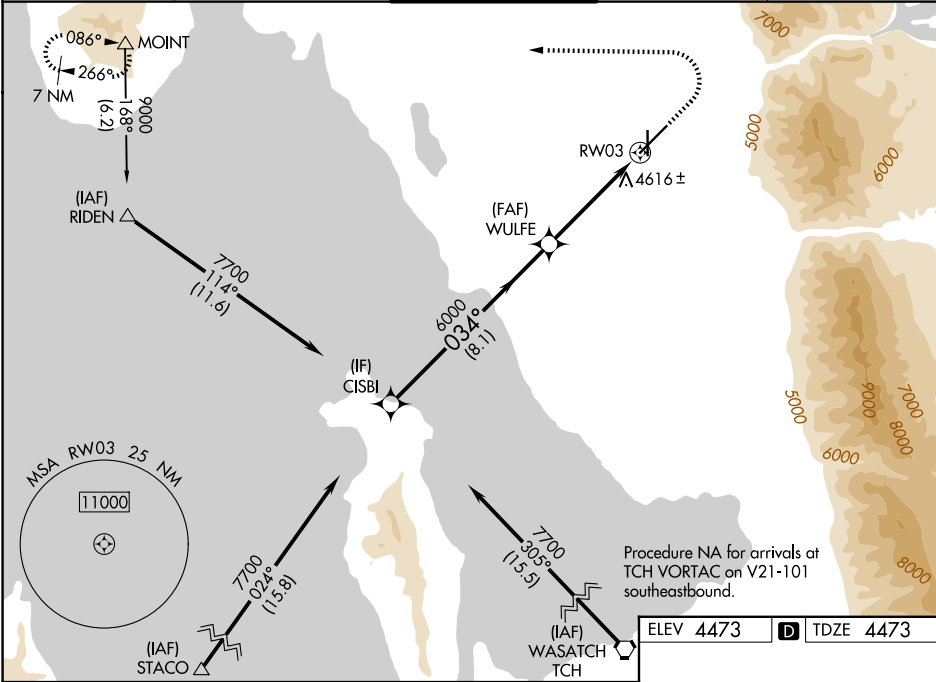 7000
086° MOINT
266°
7 NM
9000
168°
(6.2)
5000
6000
RW03
4616±
(IAF)
RIDEN
(FAF)
WULFE
7700
114°
(11.6)
6000
034°
(8.1)
(IF)
CISBI
5000
6000
7000
8000
6000
MSA RW03 25 NM
11000
7700
024°
(15.8)
7700
305°
(15.5)
Procedure NA for arrivals at
TCH VORTAC on V21-101
southeastbound.
8000
(IAF)
STACO
(IAF)
WASATCH
TCH
ELEV 4473 D TDZE 4473